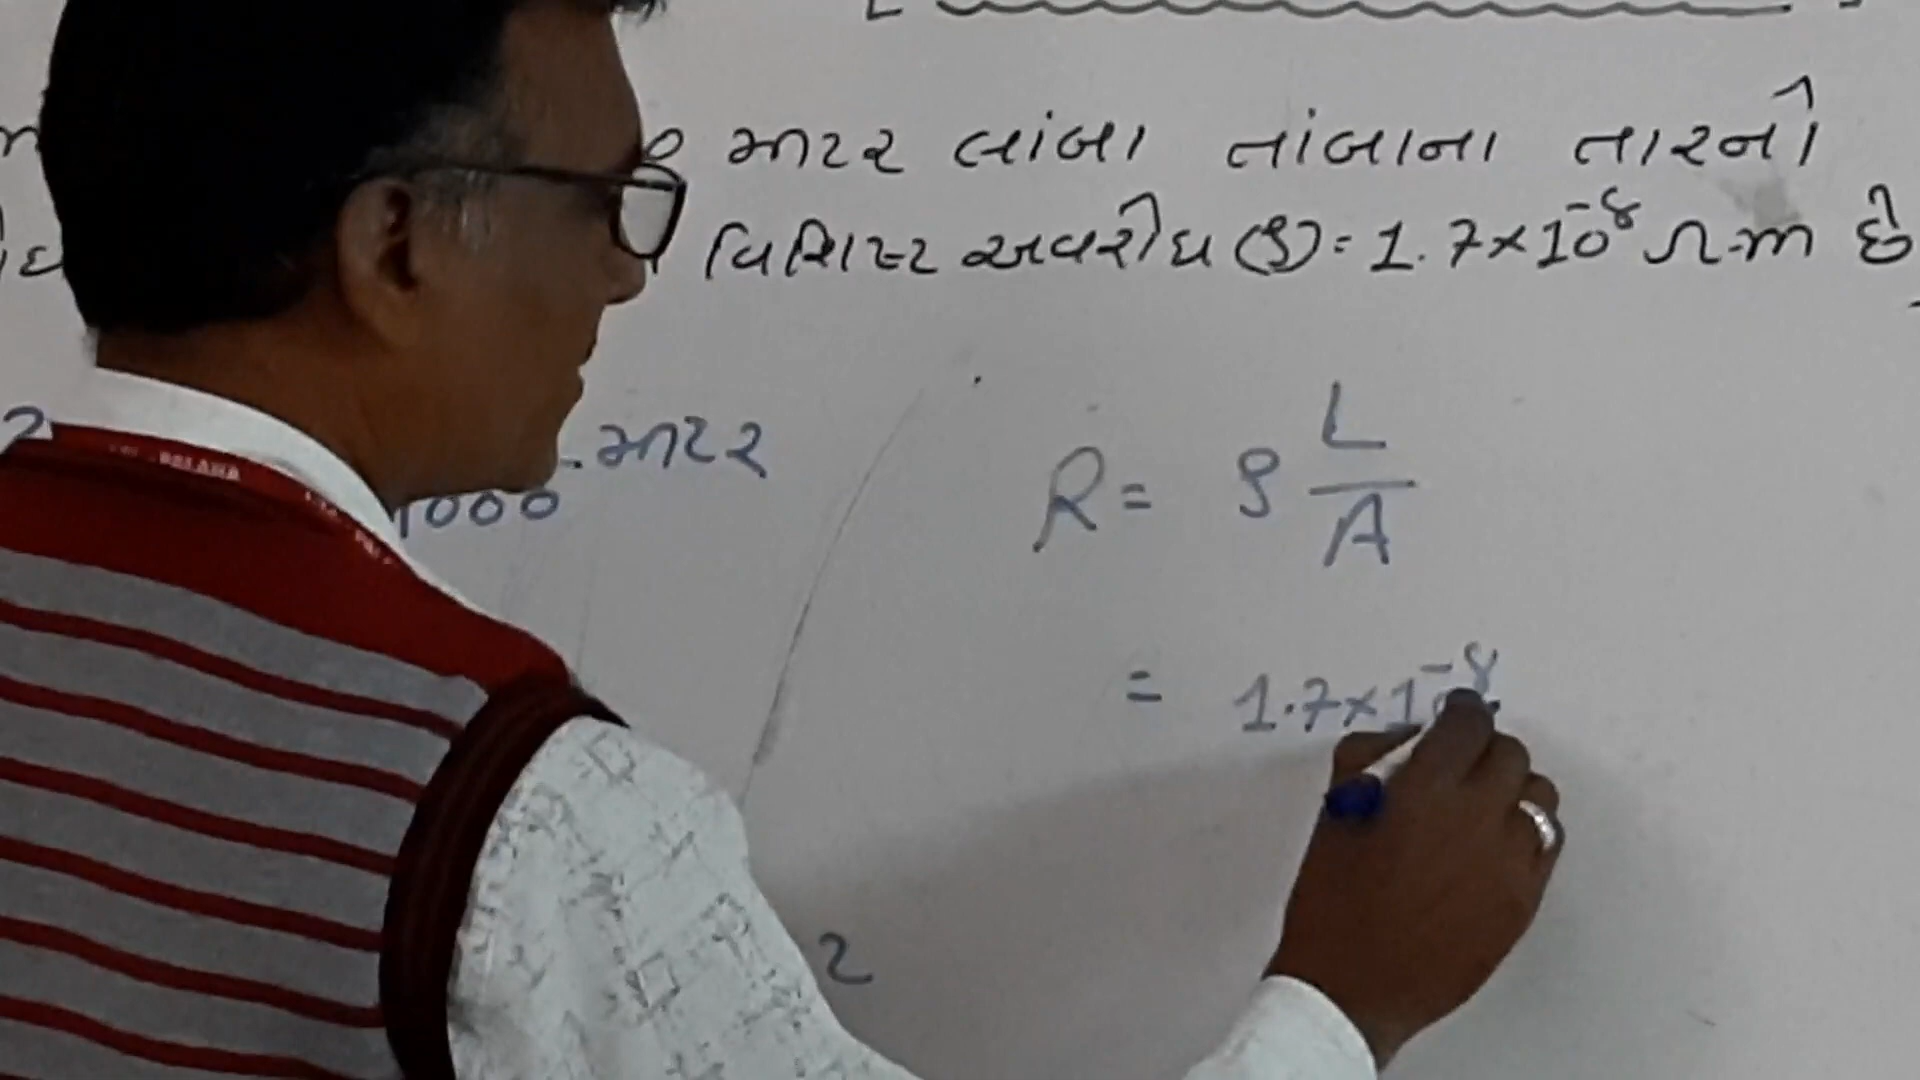 મીટર લાંબા તાંબાના તારનો
વિશિષ્ટ અવરોધ (ρ) = 1.7×10⁻⁸ Ω-m છે
મીટર
1000
R = ρ L/A
= 1.7×10⁻⁸
2